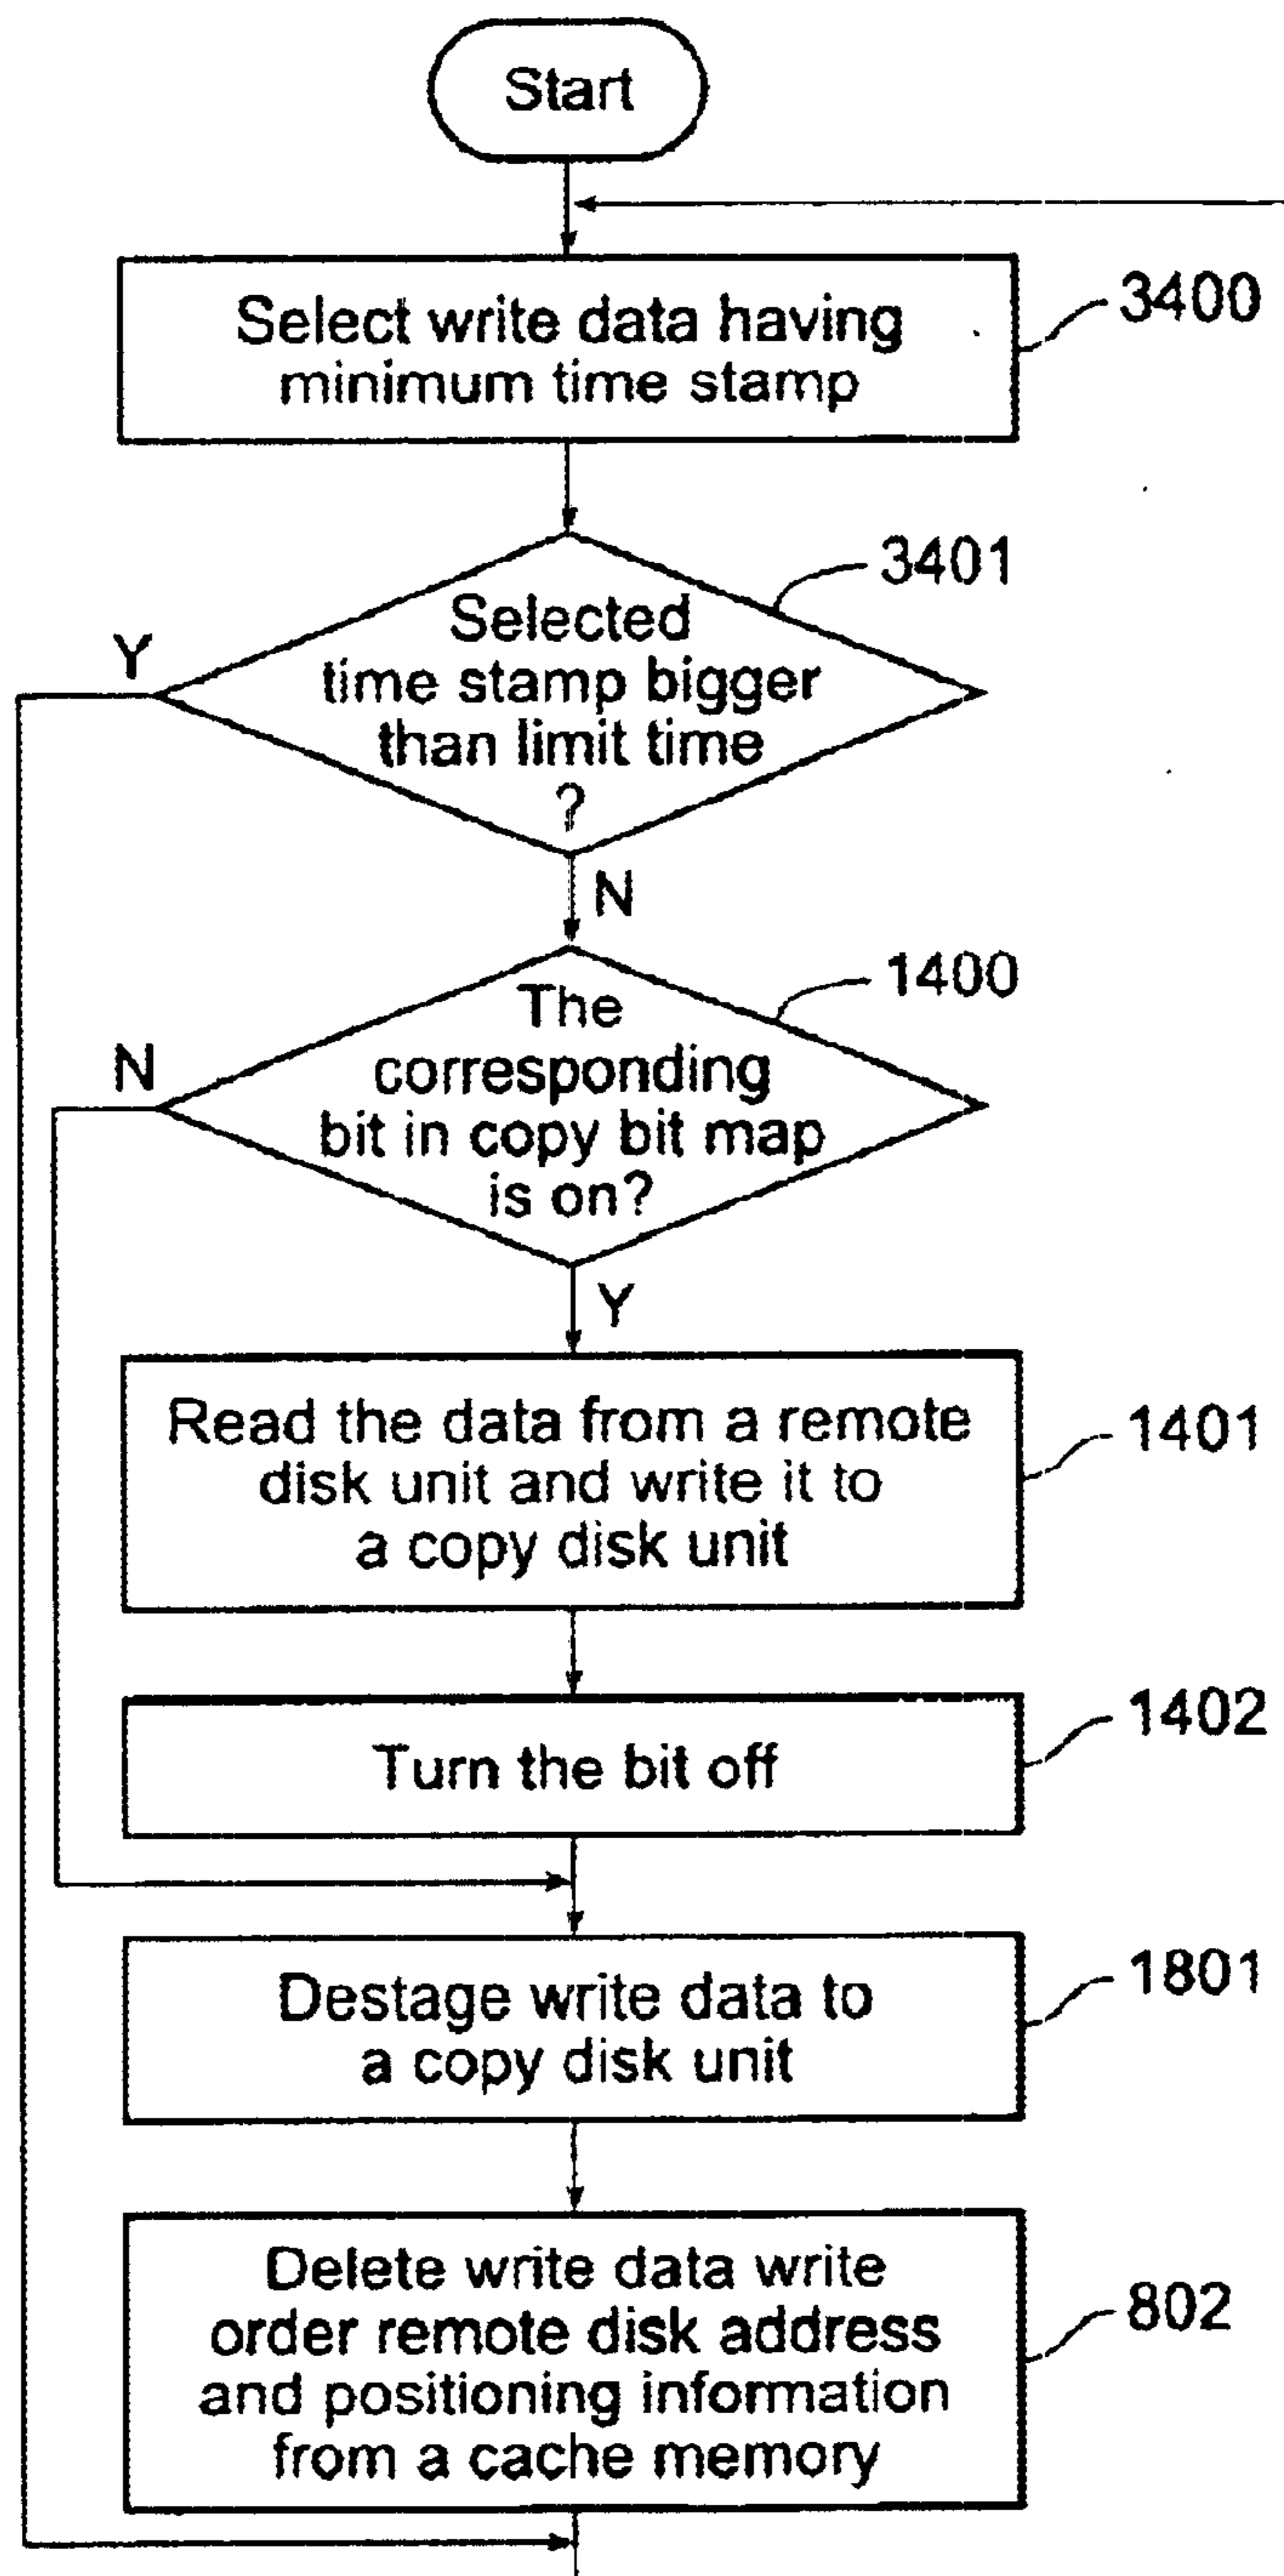 Start
Select write data having
minimum time stamp
3400
3401
Selected
time stamp bigger
than limit time
?
Y
N
1400
The
corresponding
bit in copy bit map
is on?
N
Y
Read the data from a remote
disk unit and write it to
a copy disk unit
1401
Turn the bit off
1402
Destage write data to
a copy disk unit
1801
Delete write data write
order remote disk address
and positioning information
from a cache memory
802